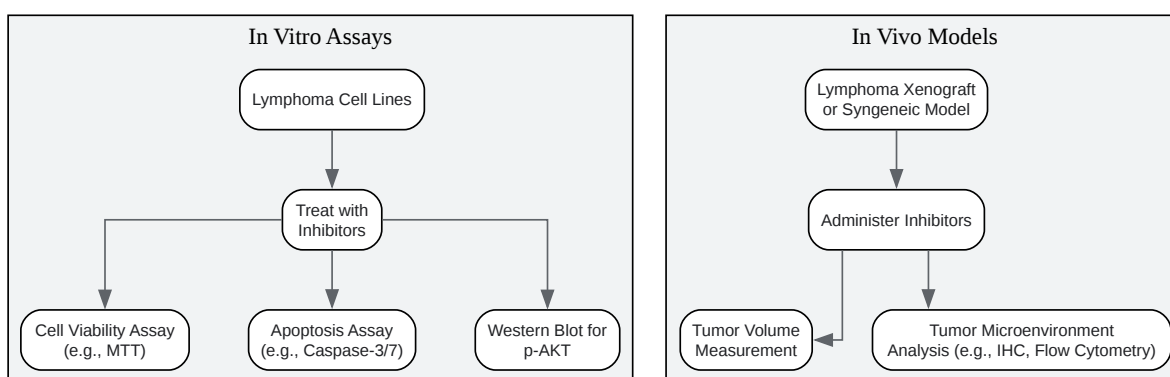 In Vitro Assays
Lymphoma Cell Lines
Treat with
Inhibitors
Cell Viability Assay
(e.g., MTT)
Apoptosis Assay
(e.g., Caspase-3/7)
Western Blot for
p-AKT
In Vivo Models
Lymphoma Xenograft
or Syngeneic Model
Administer Inhibitors
Tumor Volume
Measurement
Tumor Microenvironment
Analysis (e.g., IHC, Flow Cytometry)